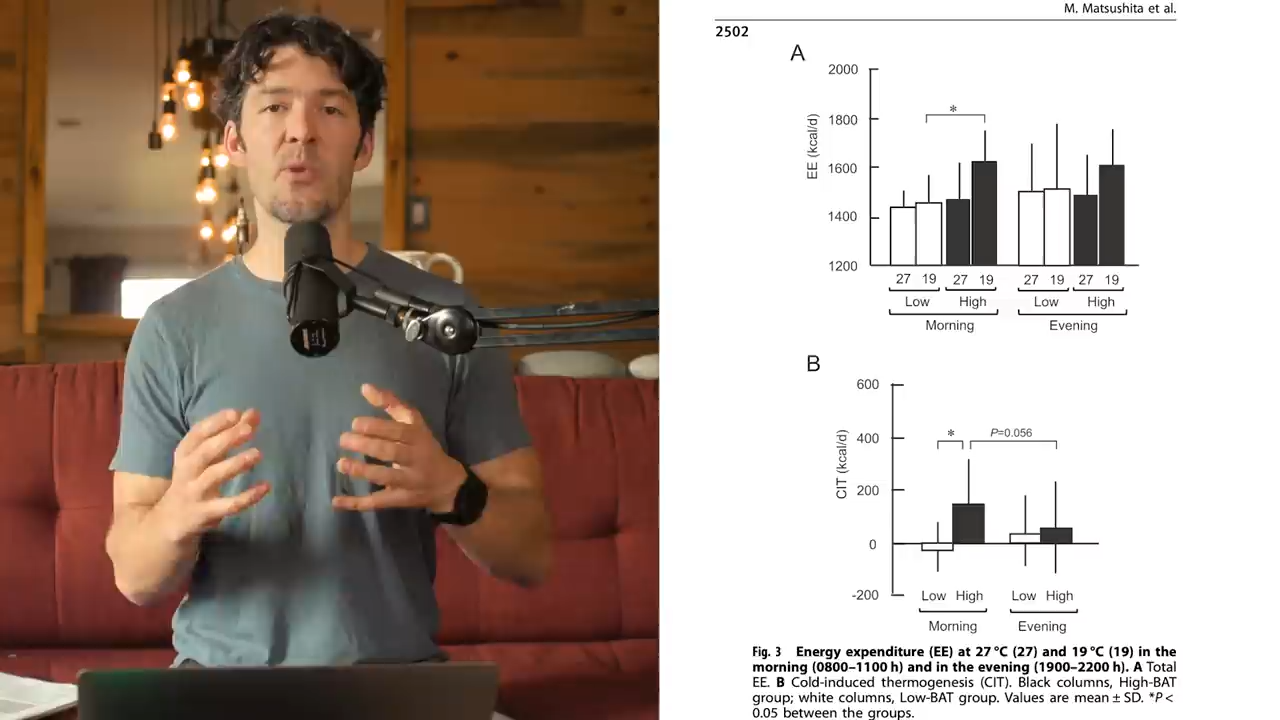 M. Matsushita et al.
2502
A
2000
1800
1600
1400
1200
EE (kcal/d)
*
27 19 27 19 27 19 27 19
Low High Low High
Morning Evening
B
600
400
200
0
-200
CIT (kcal/d)
* P=0.056
Low High Low High
Morning Evening
Fig. 3 Energy expenditure (EE) at 27 °C (27) and 19 °C (19) in the
morning (0800–1100 h) and in the evening (1900–2200 h). A Total
EE. B Cold-induced thermogenesis (CIT). Black columns, High-BAT
group; white columns, Low-BAT group. Values are mean ± SD. *P <
0.05 between the groups.